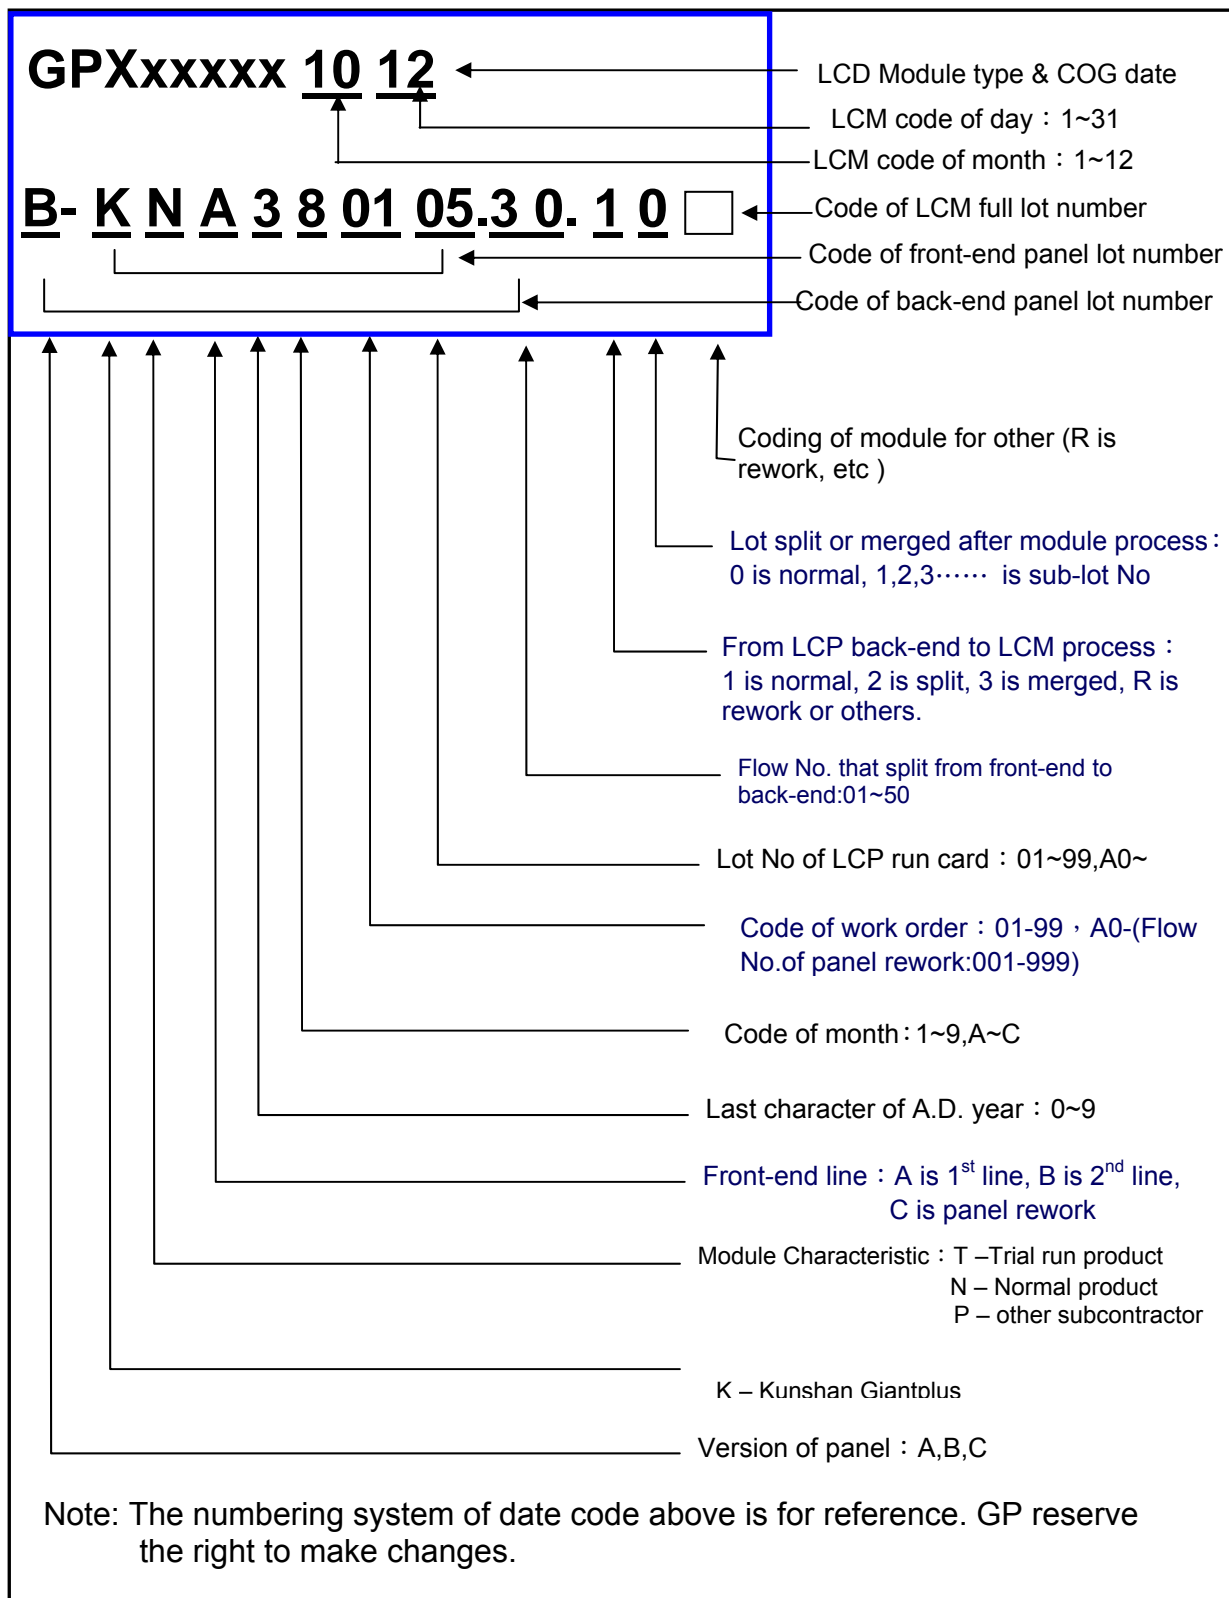 GPXxxxxx 10 12
LCD Module type & COG date
LCM code of day：1~31
LCM code of month：1~12
B- K N A 3 8 01 05.3 0. 1 0
Code of LCM full lot number
Code of front-end panel lot number
Code of back-end panel lot number
Coding of module for other (R is
rework, etc )
Lot split or merged after module process：
0 is normal, 1,2,3⋯⋯ is sub-lot No
From LCP back-end to LCM process：
1 is normal, 2 is split, 3 is merged, R is
rework or others.
Flow No. that split from front-end to
back-end:01~50
Lot No of LCP run card：01~99,A0~
Code of work order：01-99，A0-(Flow
No.of panel rework:001-999)
Code of month：1~9,A~C
Last character of A.D. year：0~9
Front-end line：A is 1st line, B is 2nd line,
C is panel rework
Module Characteristic：T –Trial run product
N – Normal product
P – other subcontractor
K – Kunshan Giantplus
Version of panel：A,B,C
Note: The numbering system of date code above is for reference. GP reserve
the right to make changes.